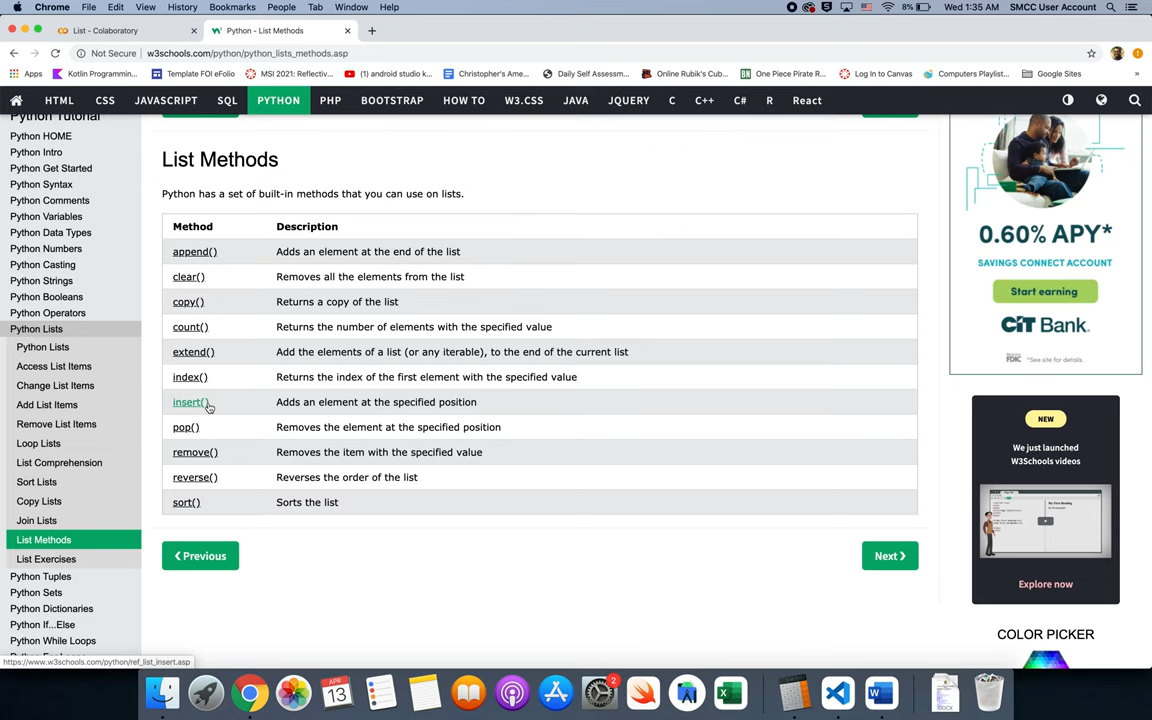 Chrome File Edit View History Bookmarks People Tab Window Help 8% Wed 1:35 AM SMCC User Account
List - Colaboratory Python - List Methods
Not Secure w3schools.com/python/python_lists_methods.asp
Apps Kotlin Programmin... Template FOI eFolio MSI 2021: Reflectiv... (1) android studio k... Christopher's Ame... Daily Self Assessm... Online Rubik's Cub... One Piece Pirate R... Log In to Canvas Computers Playlist... Google Sites »
HTML CSS JAVASCRIPT SQL PYTHON PHP BOOTSTRAP HOW TO W3.CSS JAVA JQUERY C C++ C# R React
Python Tutorial
Python HOME
Python Intro
Python Get Started
Python Syntax
Python Comments
Python Variables
Python Data Types
Python Numbers
Python Casting
Python Strings
Python Booleans
Python Operators
Python Lists
Python Lists
Access List Items
Change List Items
Add List Items
Remove List Items
Loop Lists
List Comprehension
Sort Lists
Copy Lists
Join Lists
List Methods
List Exercises
Python Tuples
Python Sets
Python Dictionaries
Python If...Else
Python While Loops
https://www.w3schools.com/python/ref_list_insert.asp
List Methods
Python has a set of built-in methods that you can use on lists.
Method Description
append() Adds an element at the end of the list
clear() Removes all the elements from the list
copy() Returns a copy of the list
count() Returns the number of elements with the specified value
extend() Add the elements of a list (or any iterable), to the end of the current list
index() Returns the index of the first element with the specified value
insert() Adds an element at the specified position
pop() Removes the element at the specified position
remove() Removes the item with the specified value
reverse() Reverses the order of the list
sort() Sorts the list
❮ Previous Next ❯
0.60% APY*
SAVINGS CONNECT ACCOUNT
Start earning
CIT Bank.
Member FDIC *See site for details.
NEW
We just launched
W3Schools videos
Explore now
COLOR PICKER
APR
13
2